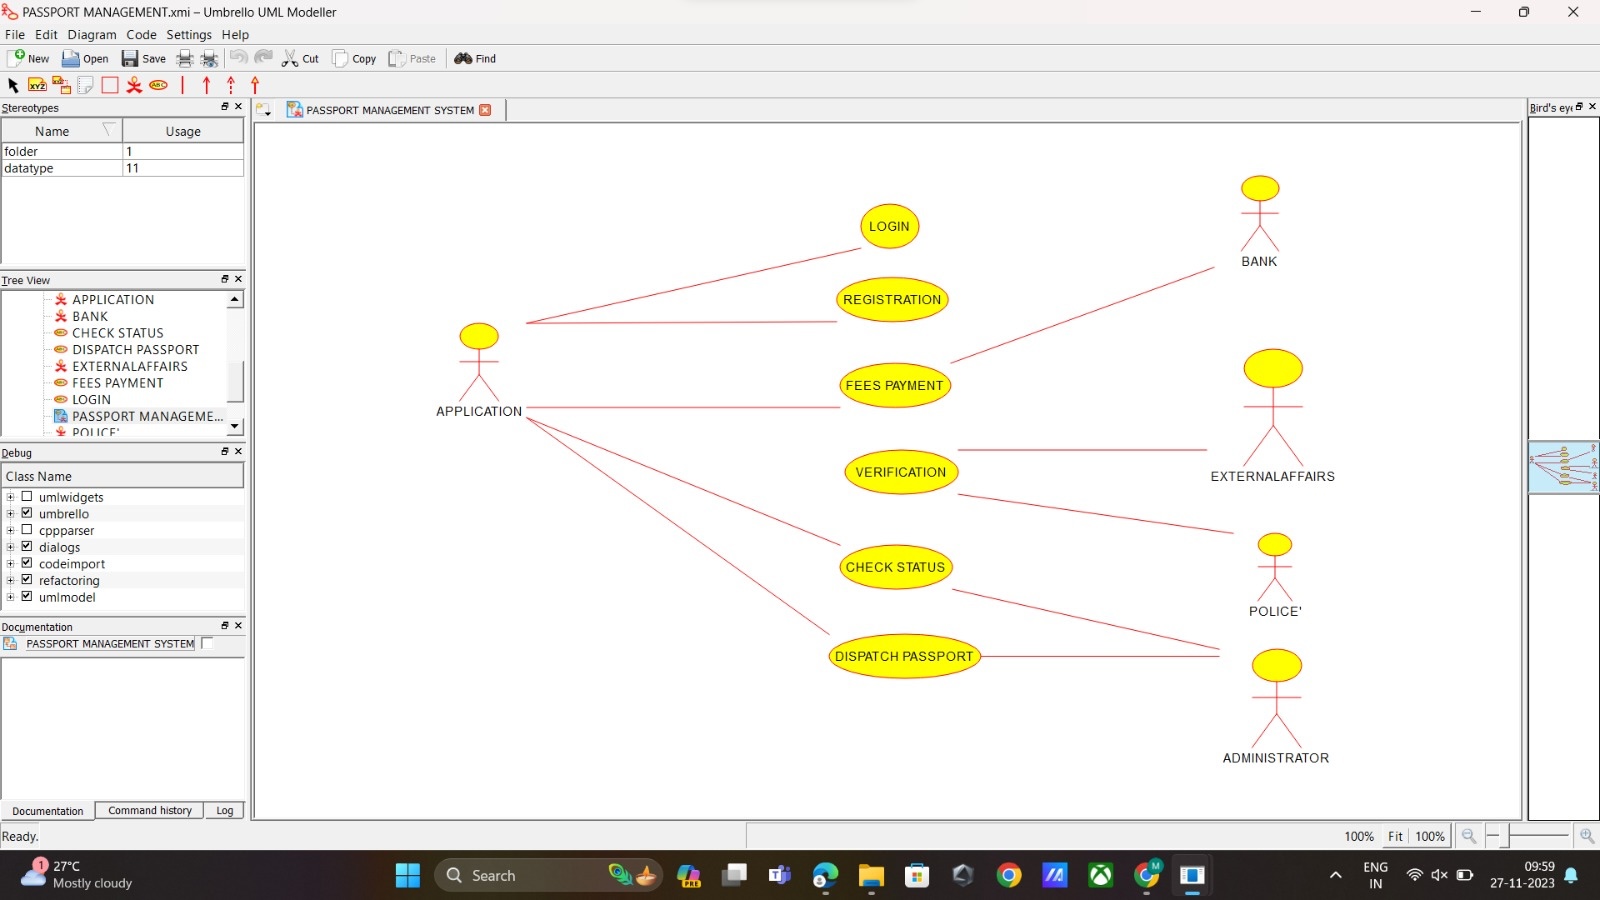 PASSPORT MANAGEMENT.xmi – Umbrello UML Modeller
File Edit Diagram Code Settings Help
New Open Save Cut Copy Paste Find
XYZ ABC
Stereotypes
Name Usage
folder 1
datatype 11
Tree View
APPLICATION
BANK
CHECK STATUS
DISPATCH PASSPORT
EXTERNALAFFAIRS
FEES PAYMENT
LOGIN
PASSPORT MANAGEME...
POLICE'
Debug
Class Name
umlwidgets
umbrello
cppparser
dialogs
codeimport
refactoring
umlmodel
Documentation
PASSPORT MANAGEMENT SYSTEM
Documentation Command history Log
Ready.
PASSPORT MANAGEMENT SYSTEM
Bird's eye
LOGIN
BANK
REGISTRATION
FEES PAYMENT
APPLICATION
VERIFICATION
EXTERNALAFFAIRS
CHECK STATUS
POLICE'
DISPATCH PASSPORT
ADMINISTRATOR
100% Fit 100%
1
27°C
Mostly cloudy
Search
PRE
M
ENG
IN
09:59
27-11-2023